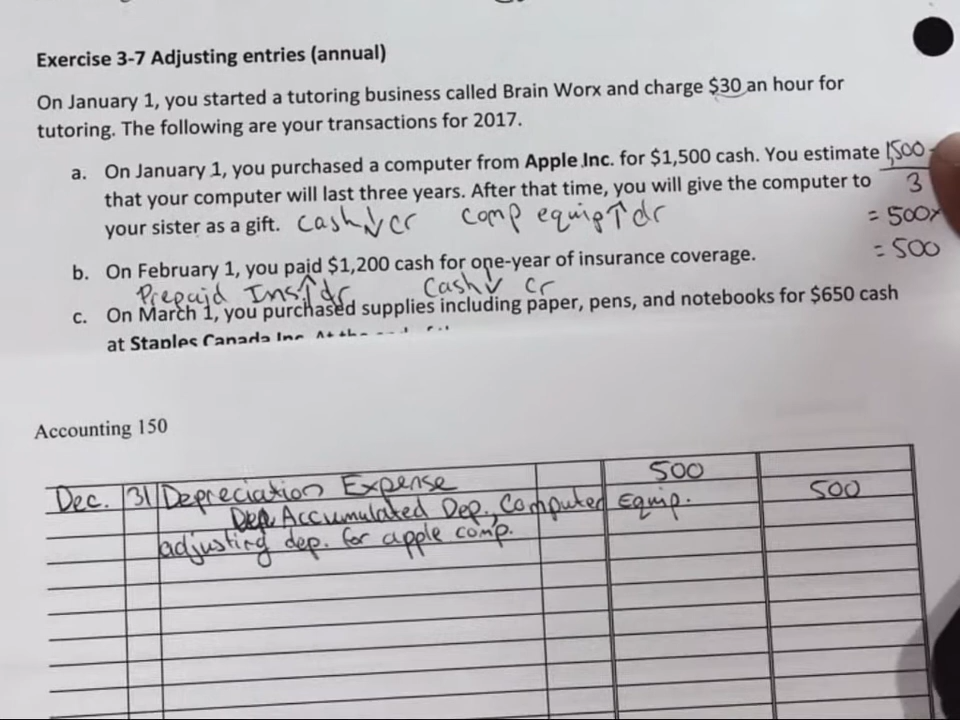 Exercise 3-7 Adjusting entries (annual)
On January 1, you started a tutoring business called Brain Worx and charge $30 an hour for
tutoring. The following are your transactions for 2017.
a. On January 1, you purchased a computer from Apple Inc. for $1,500 cash. You estimate 1,500
that your computer will last three years. After that time, you will give the computer to 3
your sister as a gift. Cash ↓ cr Comp equip ↑ dr = 500
= 500
b. On February 1, you paid $1,200 cash for one-year of insurance coverage.
Prepaid Ins ↑ dr Cash ↓ cr
c. On March 1, you purchased supplies including paper, pens, and notebooks for $650 cash
at Staples Canada Inc.
Accounting 150
Dec. 31 Depreciation Expense 500
Accumulated Dep., Computer Equip. 500
adjusting dep. for apple comp.